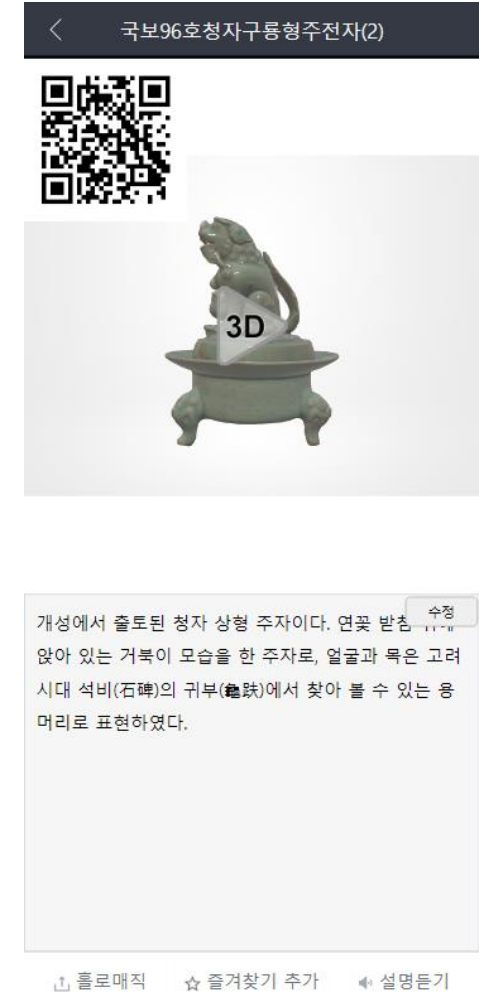 국보96호청자구룡형주전자(2)
3D
수정
개성에서 출토된 청자 상형 주자이다. 연꽃
앉아 있는 거북이 모습을 한 주자로, 얼굴과 목은 고려
시대 석비(石碑)의 귀부(龜趺)에서 찾아 볼 수 있는 용
머리로 표현하였다.
홀로매직
즐겨찾기 추가
설명듣기